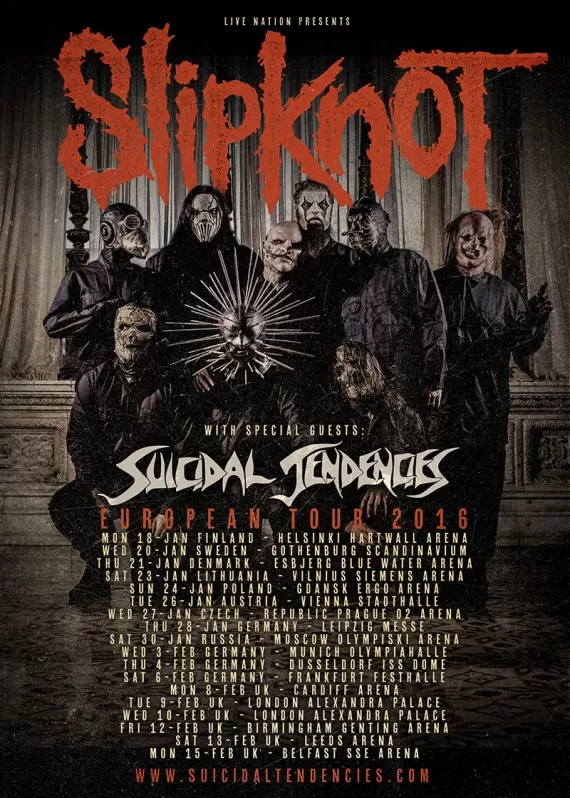 LIVE NATION PRESENTS
SLIPKNOT
WITH SPECIAL GUESTS:
SUICIDAL TENDENCIES
EUROPEAN TOUR 2016
MON 18-JAN FINLAND - HELSINKI HARTWALL ARENA
WED 20-JAN SWEDEN - GOTHENBURG SCANDINAVIUM
THU 21-JAN DENMARK - ESBJERG BLUE WATER ARENA
SAT 23-JAN LITHUANIA - VILNIUS SIEMENS ARENA
SUN 24-JAN POLAND - GDANSK ERGO ARENA
TUE 26-JAN AUSTRIA - VIENNA STADTHALLE
WED 27-JAN CZECH - REPUBLIC PRAGUE O2 ARENA
THU 28-JAN GERMANY - LEIPZIG MESSE
SAT 30-JAN RUSSIA - MOSCOW OLYMPISKI ARENA
WED 3-FEB GERMANY - MUNICH OLYMPIAHALLE
THU 4-FEB GERMANY - DUSSELDORF ISS DOME
SAT 6-FEB GERMANY - FRANKFURT FESTHALLE
MON 8-FEB UK - CARDIFF ARENA
TUE 9-FEB UK - LONDON ALEXANDRA PALACE
WED 10-FEB UK - LONDON ALEXANDRA PALACE
FRI 12-FEB UK - BIRMINGHAM GENTING ARENA
SAT 13-FEB UK - LEEDS ARENA
MON 15-FEB UK - BELFAST SSE ARENA
WWW.SUICIDALTENDENCIES.COM